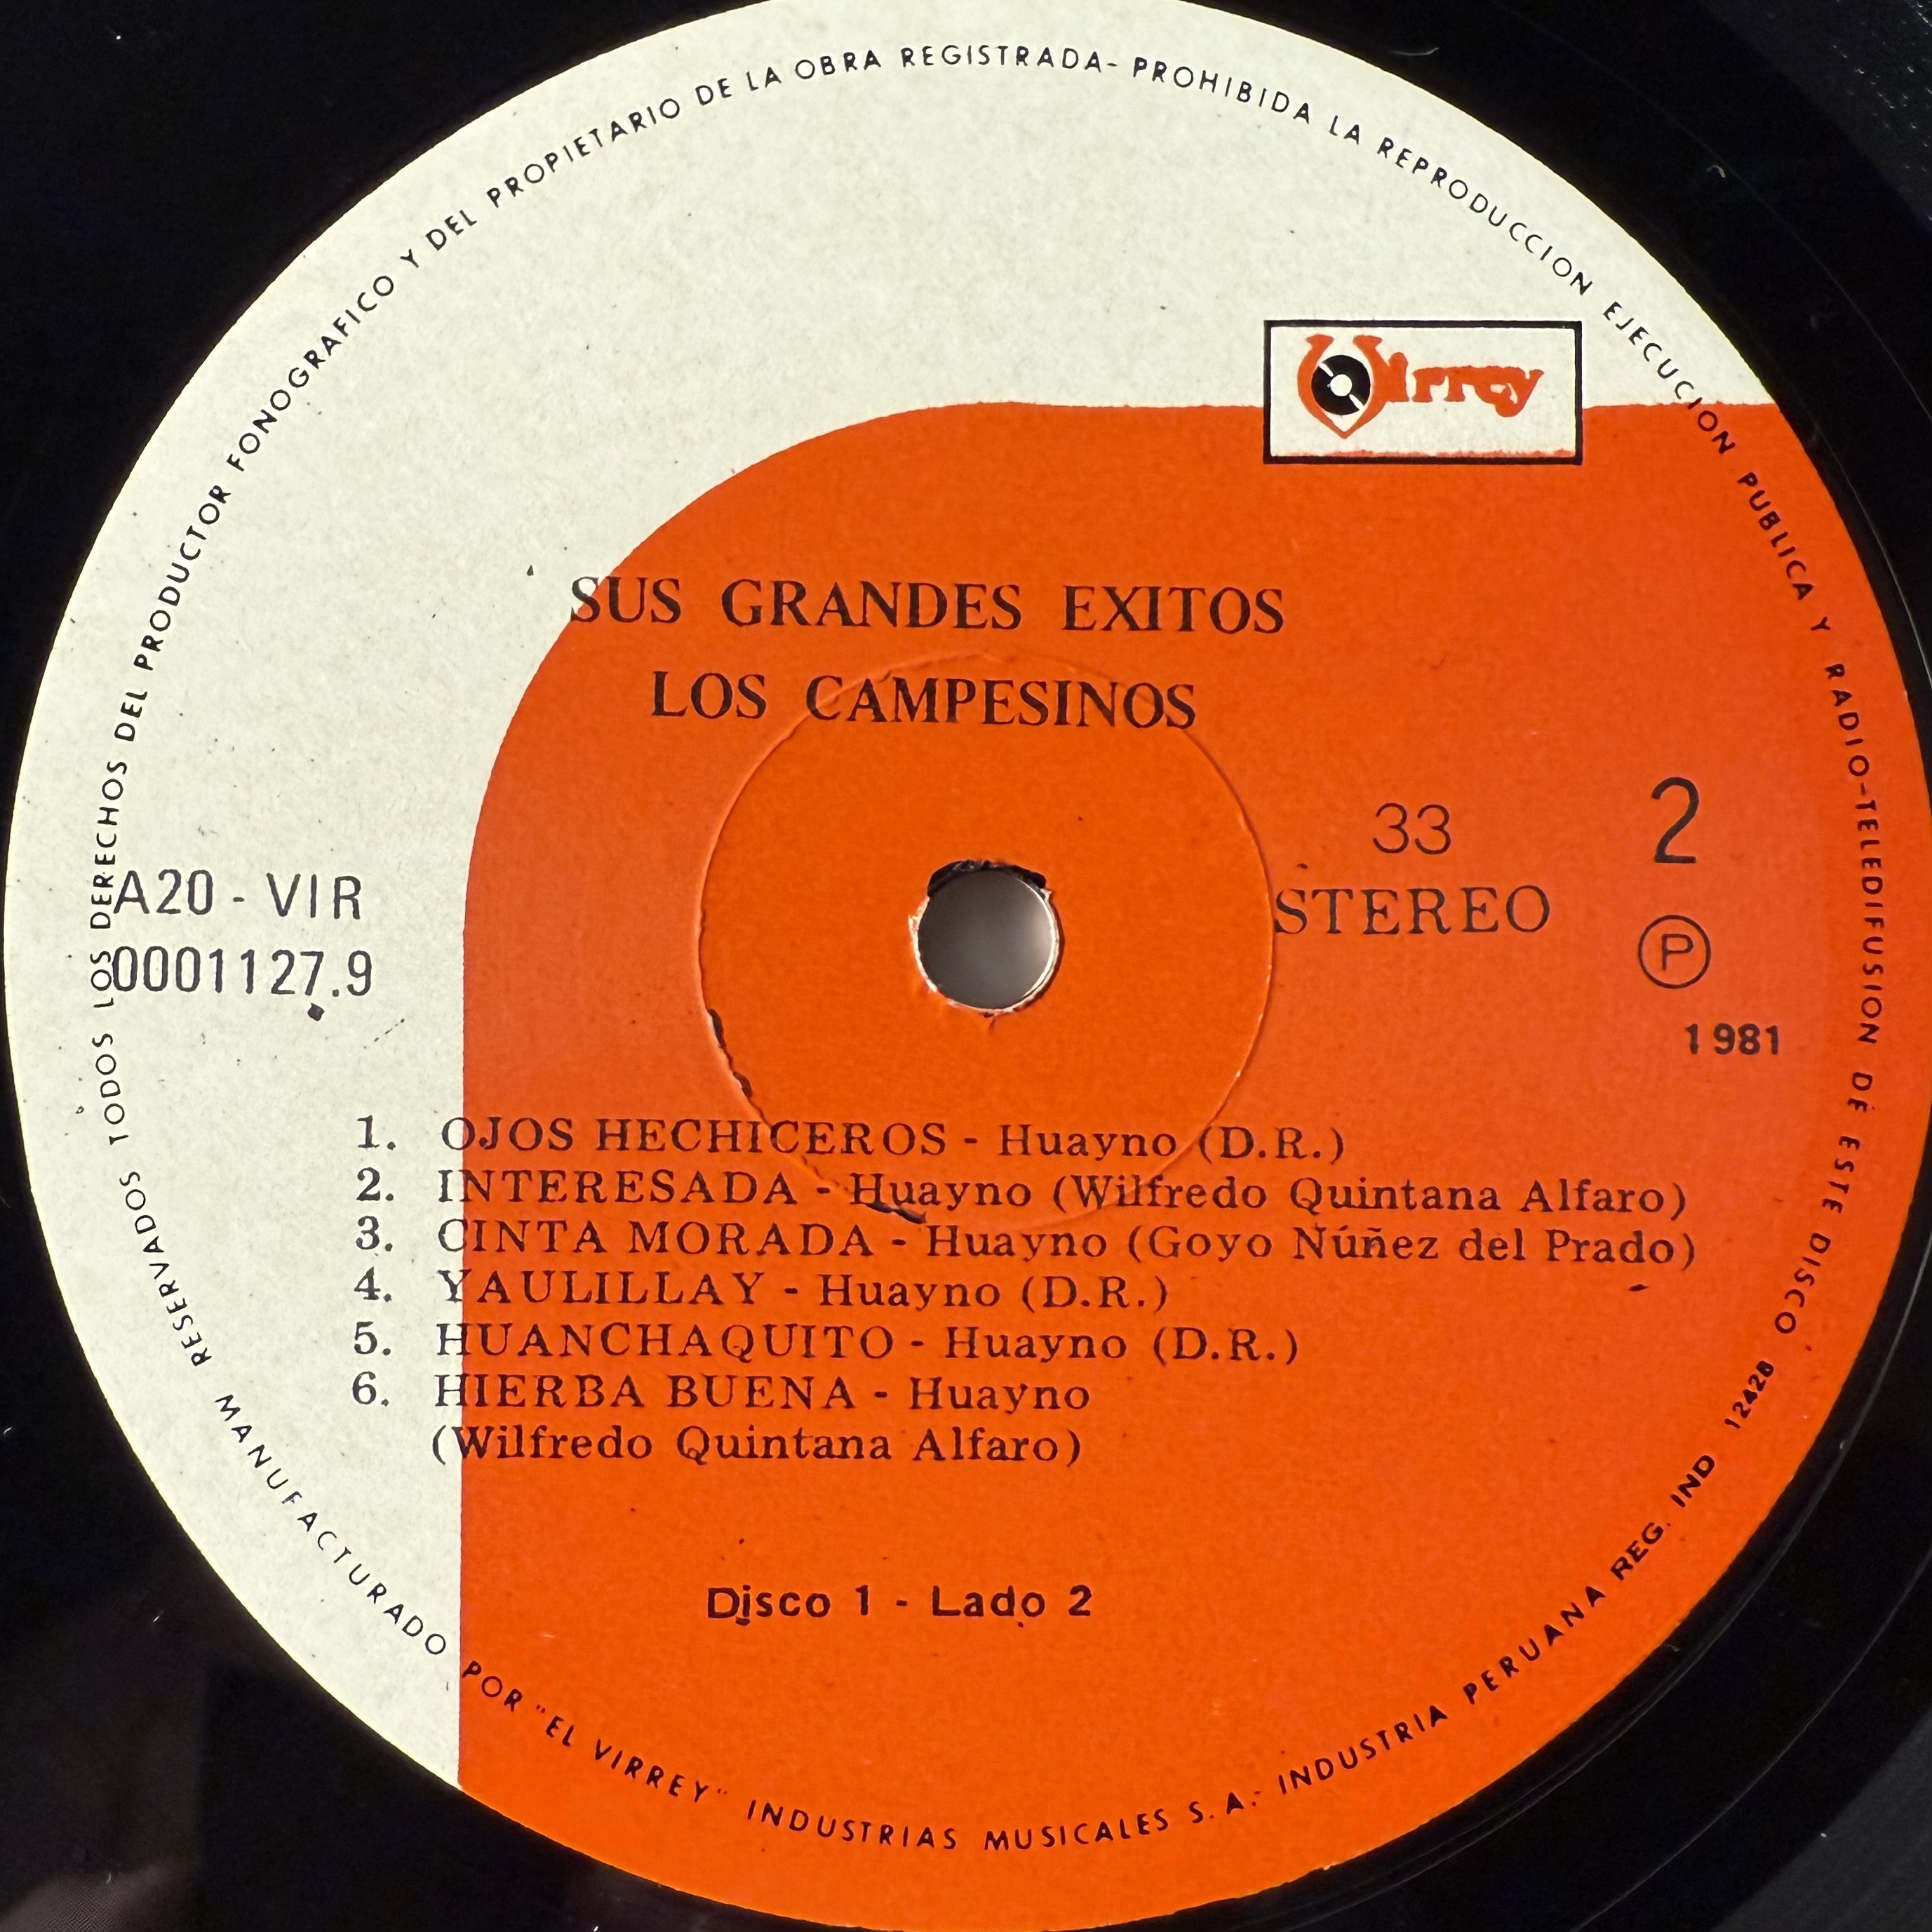 TODOS LOS DERECHOS DEL PRODUCTOR FONOGRAFICO Y DEL PROPIETARIO DE LA OBRA REGISTRADA- PROHIBIDA LA REPRODUCCION EJECUCION PUBLICA Y RADIO-TELEDIFUSION DE ESTE DISCO
RESERVADOS
Virrey
SUS GRANDES EXITOS
LOS CAMPESINOS
33
STEREO
2
Ⓟ
1981
A20 - VIR
0001127.9
1. OJOS HECHICEROS - Huayno (D.R.)
2. INTERESADA - Huayno (Wilfredo Quintana Alfaro)
3. CINTA MORADA - Huayno (Goyo Núñez del Prado)
4. YAULILLAY - Huayno (D.R.)
5. HUANCHAQUITO - Huayno (D.R.)
6. HIERBA BUENA - Huayno
(Wilfredo Quintana Alfaro)
Disco 1 - Lado 2
MANUFACTURADO POR "EL VIRREY" INDUSTRIAS MUSICALES S.A.- INDUSTRIA PERUANA REG. IND 12428